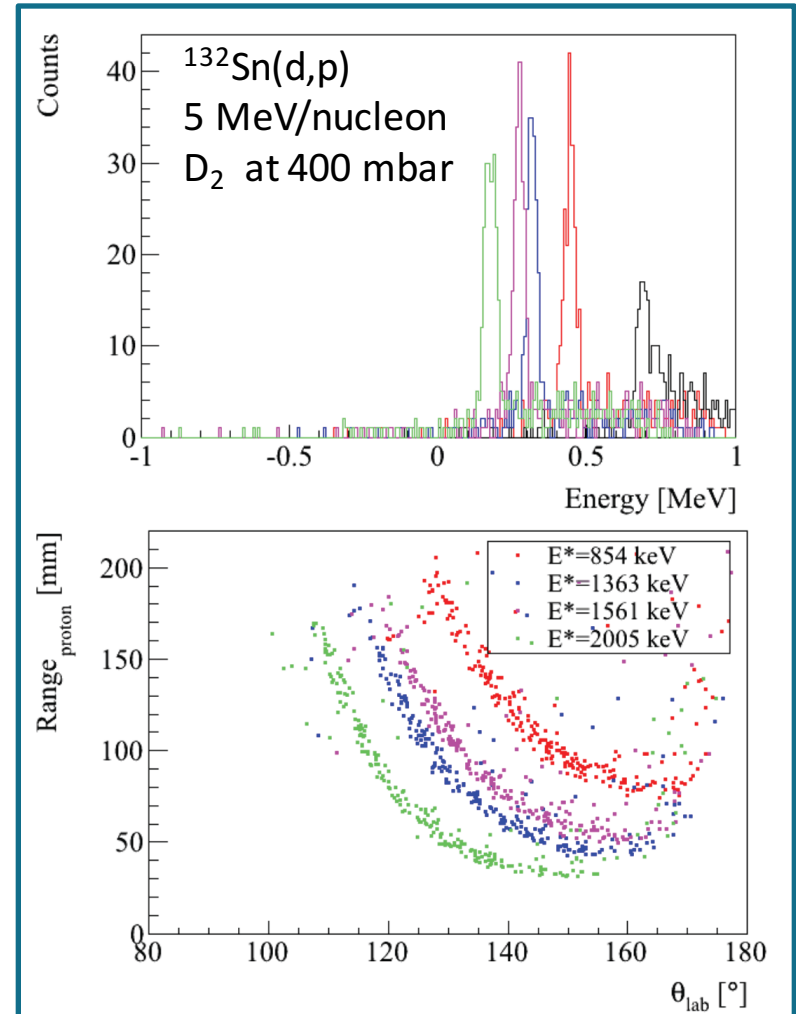 Counts
¹³²Sn(d,p)
5 MeV/nucleon
D₂ at 400 mbar
40
30
20
10
0
-1
-0.5
0
0.5
1
Energy [MeV]
Range proton [mm]
200
150
100
50
0
E*=854 keV
E*=1363 keV
E*=1561 keV
E*=2005 keV
80
100
120
140
160
180
θlab [°]